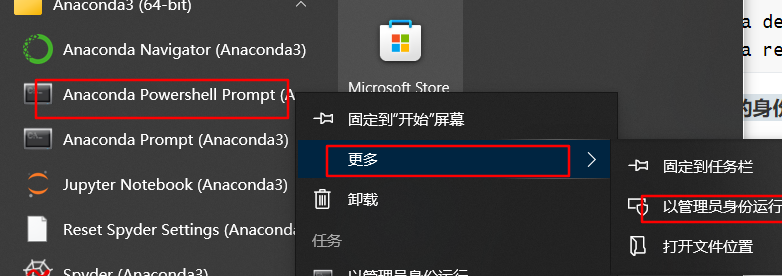 Anaconda3 (64-bit)
Anaconda Navigator (Anaconda3)
Anaconda Powershell Prompt (A
Anaconda Prompt (Anaconda3)
Jupyter Notebook (Anaconda3)
Reset Spyder Settings (Anaconda3)
Spyder (Anaconda3)
Microsoft Store
固定到“开始”屏幕
更多
卸载
任务
以管理员身份运行
固定到任务栏
以管理员身份运行
打开文件位置
a de
a re
的身份